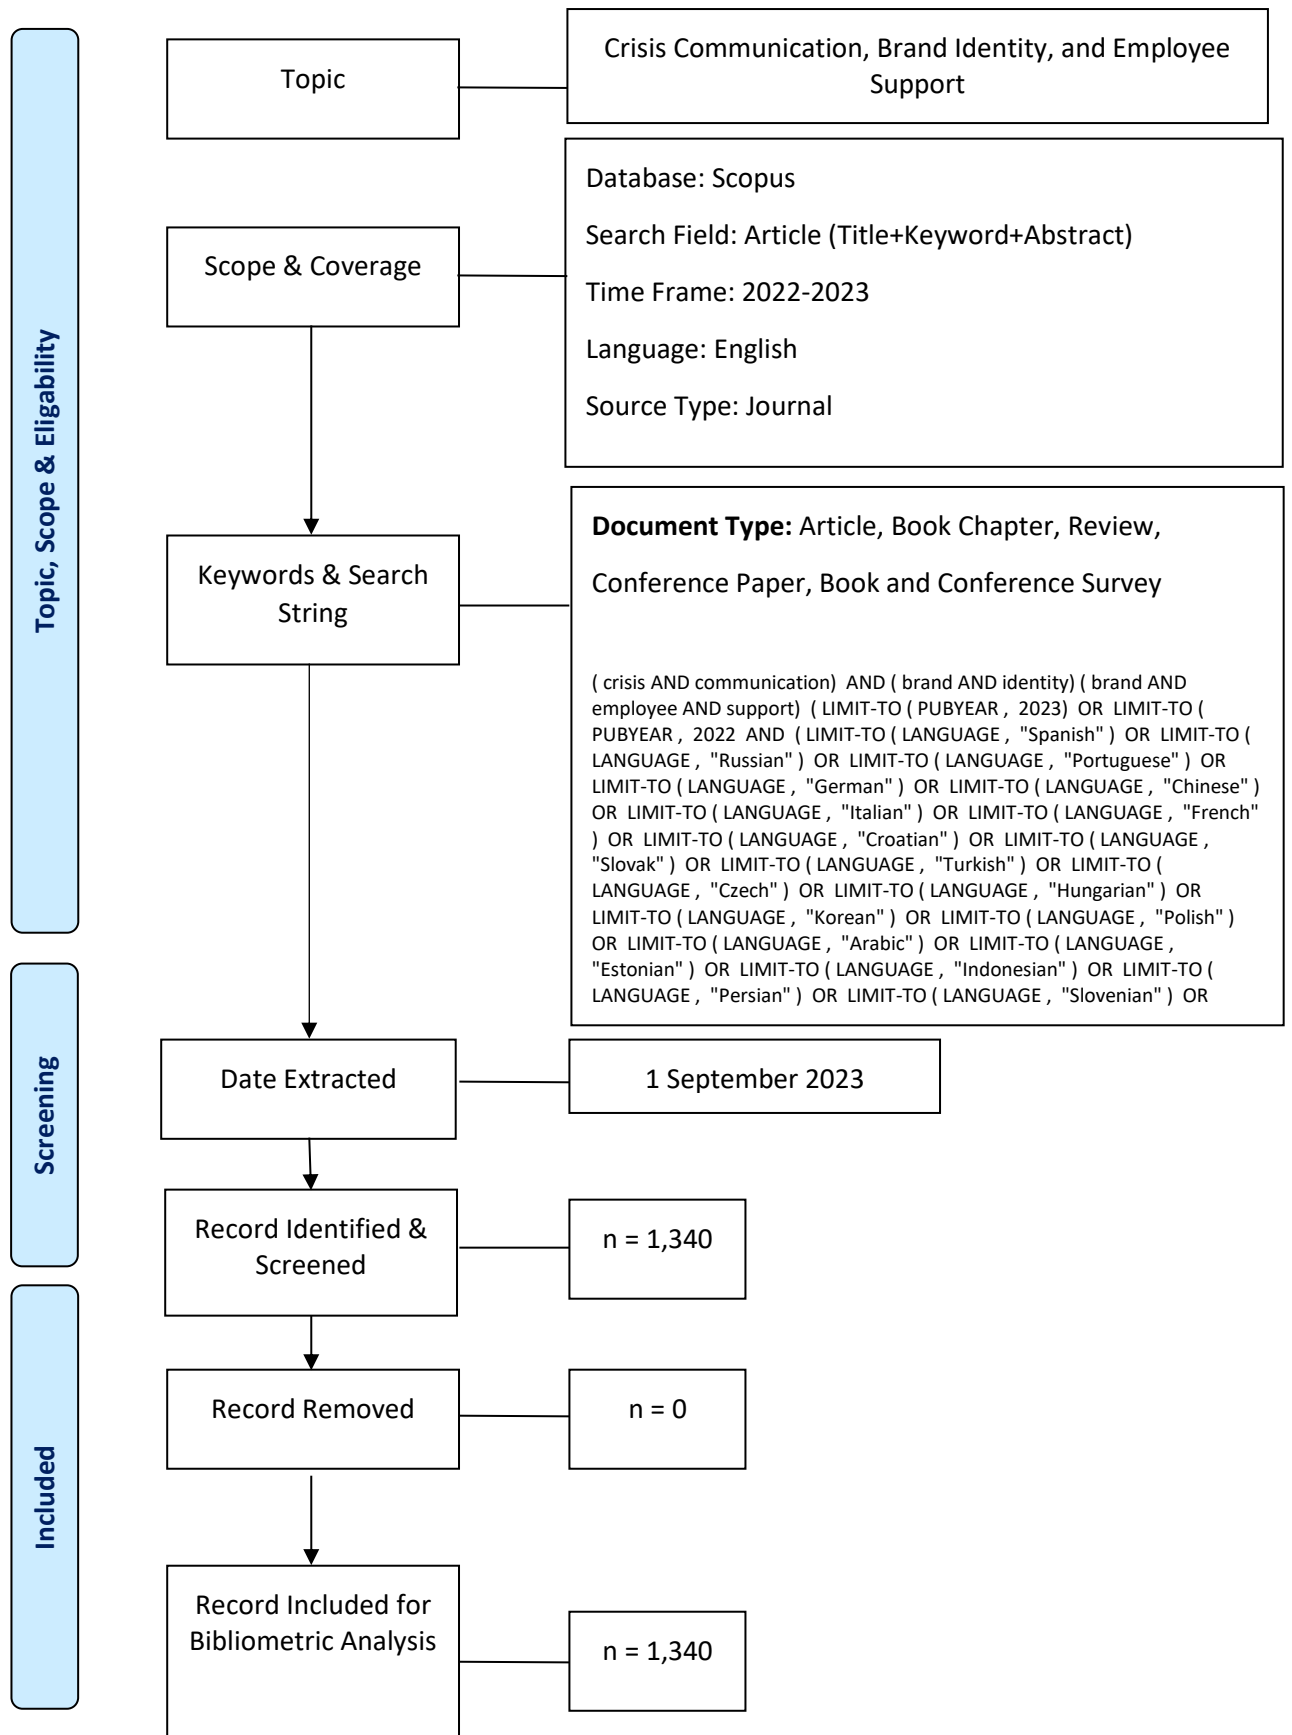 Topic, Scope & Eligability
Topic
Crisis Communication, Brand Identity, and Employee
Support
Scope & Coverage
Database: Scopus
Search Field: Article (Title+Keyword+Abstract)
Time Frame: 2022-2023
Language: English
Source Type: Journal
Keywords & Search
String
Document Type: Article, Book Chapter, Review,
Conference Paper, Book and Conference Survey
( crisis AND communication) AND ( brand AND identity) ( brand AND
employee AND support) ( LIMIT-TO ( PUBYEAR , 2023) OR LIMIT-TO (
PUBYEAR , 2022 AND ( LIMIT-TO ( LANGUAGE , "Spanish" ) OR LIMIT-TO (
LANGUAGE , "Russian" ) OR LIMIT-TO ( LANGUAGE , "Portuguese" ) OR
LIMIT-TO ( LANGUAGE , "German" ) OR LIMIT-TO ( LANGUAGE , "Chinese" )
OR LIMIT-TO ( LANGUAGE , "Italian" ) OR LIMIT-TO ( LANGUAGE , "French"
) OR LIMIT-TO ( LANGUAGE , "Croatian" ) OR LIMIT-TO ( LANGUAGE ,
"Slovak" ) OR LIMIT-TO ( LANGUAGE , "Turkish" ) OR LIMIT-TO (
LANGUAGE , "Czech" ) OR LIMIT-TO ( LANGUAGE , "Hungarian" ) OR
LIMIT-TO ( LANGUAGE , "Korean" ) OR LIMIT-TO ( LANGUAGE , "Polish" )
OR LIMIT-TO ( LANGUAGE , "Arabic" ) OR LIMIT-TO ( LANGUAGE ,
"Estonian" ) OR LIMIT-TO ( LANGUAGE , "Indonesian" ) OR LIMIT-TO (
LANGUAGE , "Persian" ) OR LIMIT-TO ( LANGUAGE , "Slovenian" ) OR
Screening
Date Extracted
1 September 2023
Record Identified &
Screened
n = 1,340
Included
Record Removed
n = 0
Record Included for
Bibliometric Analysis
n = 1,340